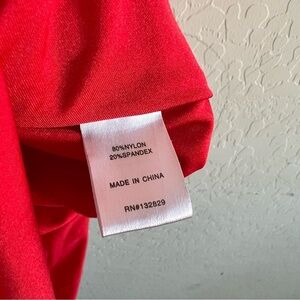 80%NYLON
20%SPANDEX
MADE IN CHINA
RN#132829